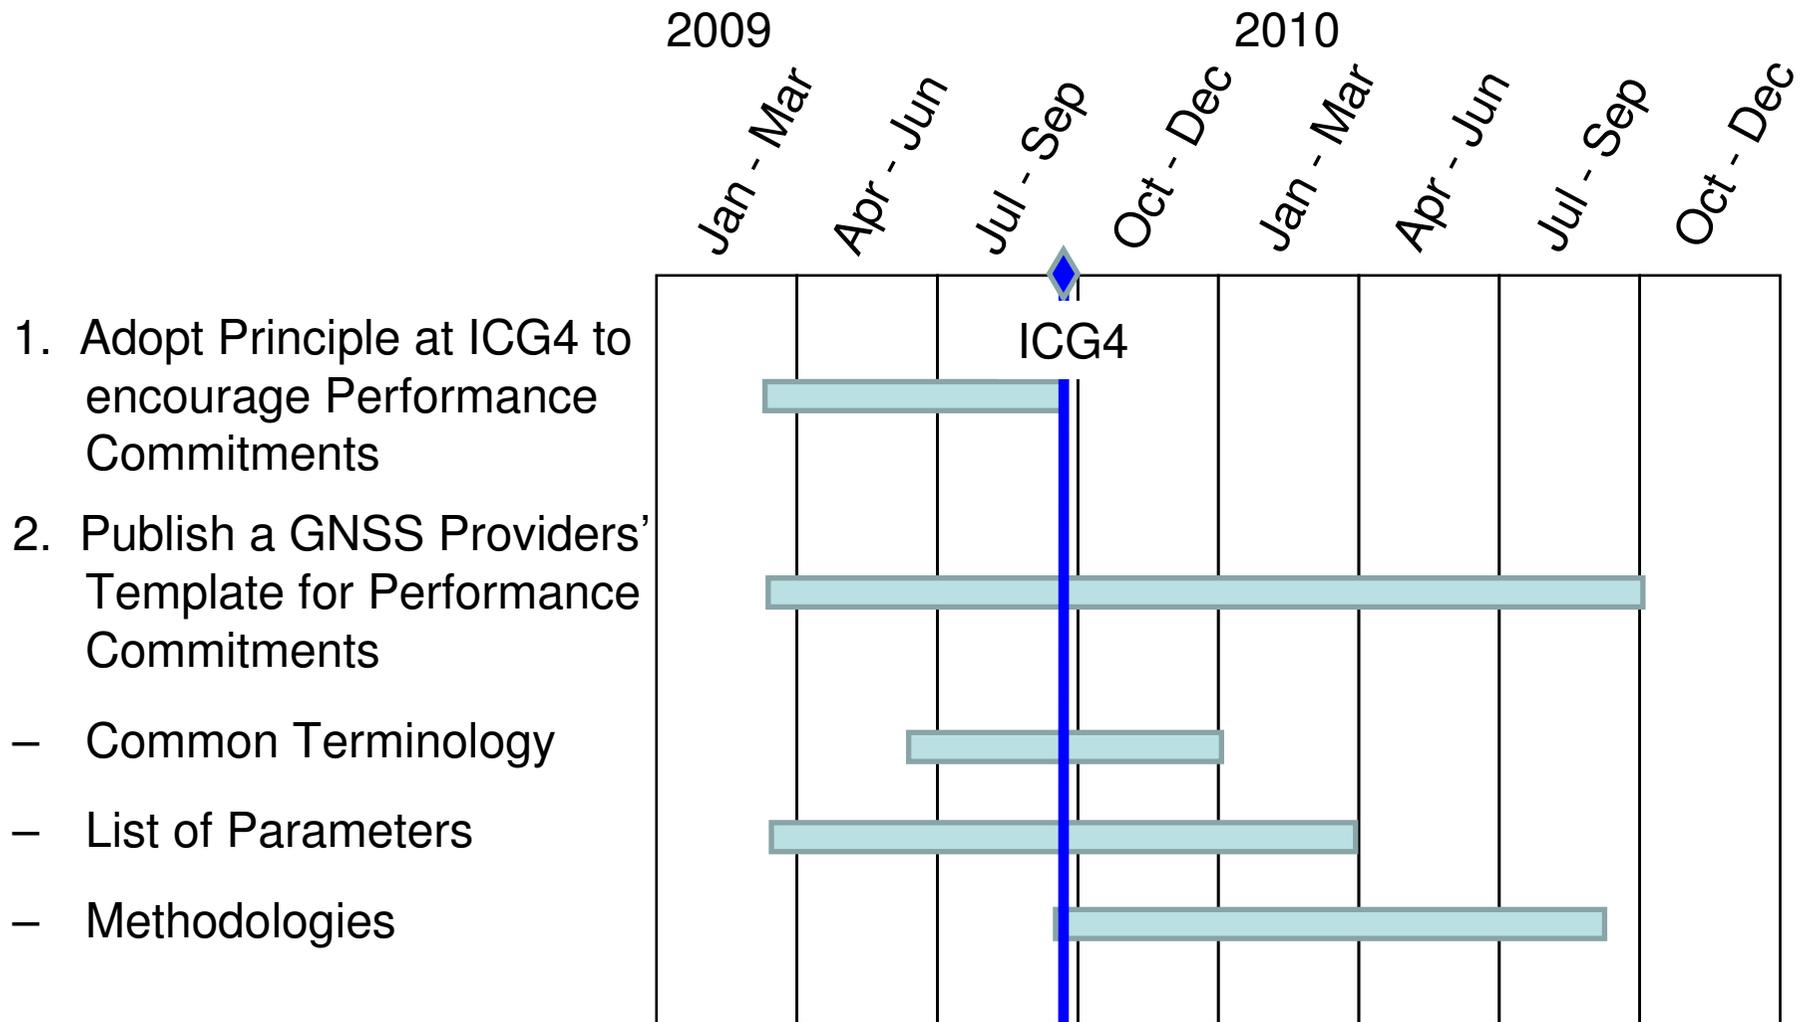 2009 2010
Jan - Mar Apr - Jun Jul - Sep Oct - Dec Jan - Mar Apr - Jun Jul - Sep Oct - Dec
1. Adopt Principle at ICG4 to
encourage Performance
Commitments
ICG4
2. Publish a GNSS Providers’
Template for Performance
Commitments
– Common Terminology
– List of Parameters
– Methodologies